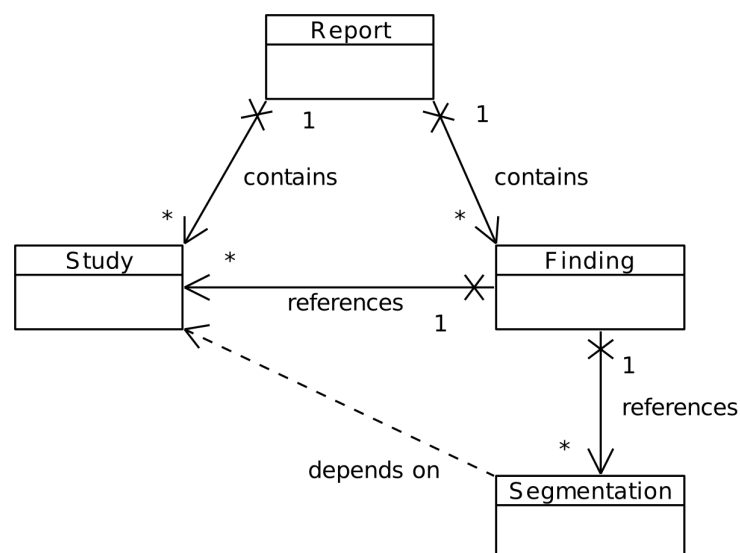 Report
1
1
contains
contains
*
*
Study
*
Finding
references
1
1
references
depends on
*
Segmentation